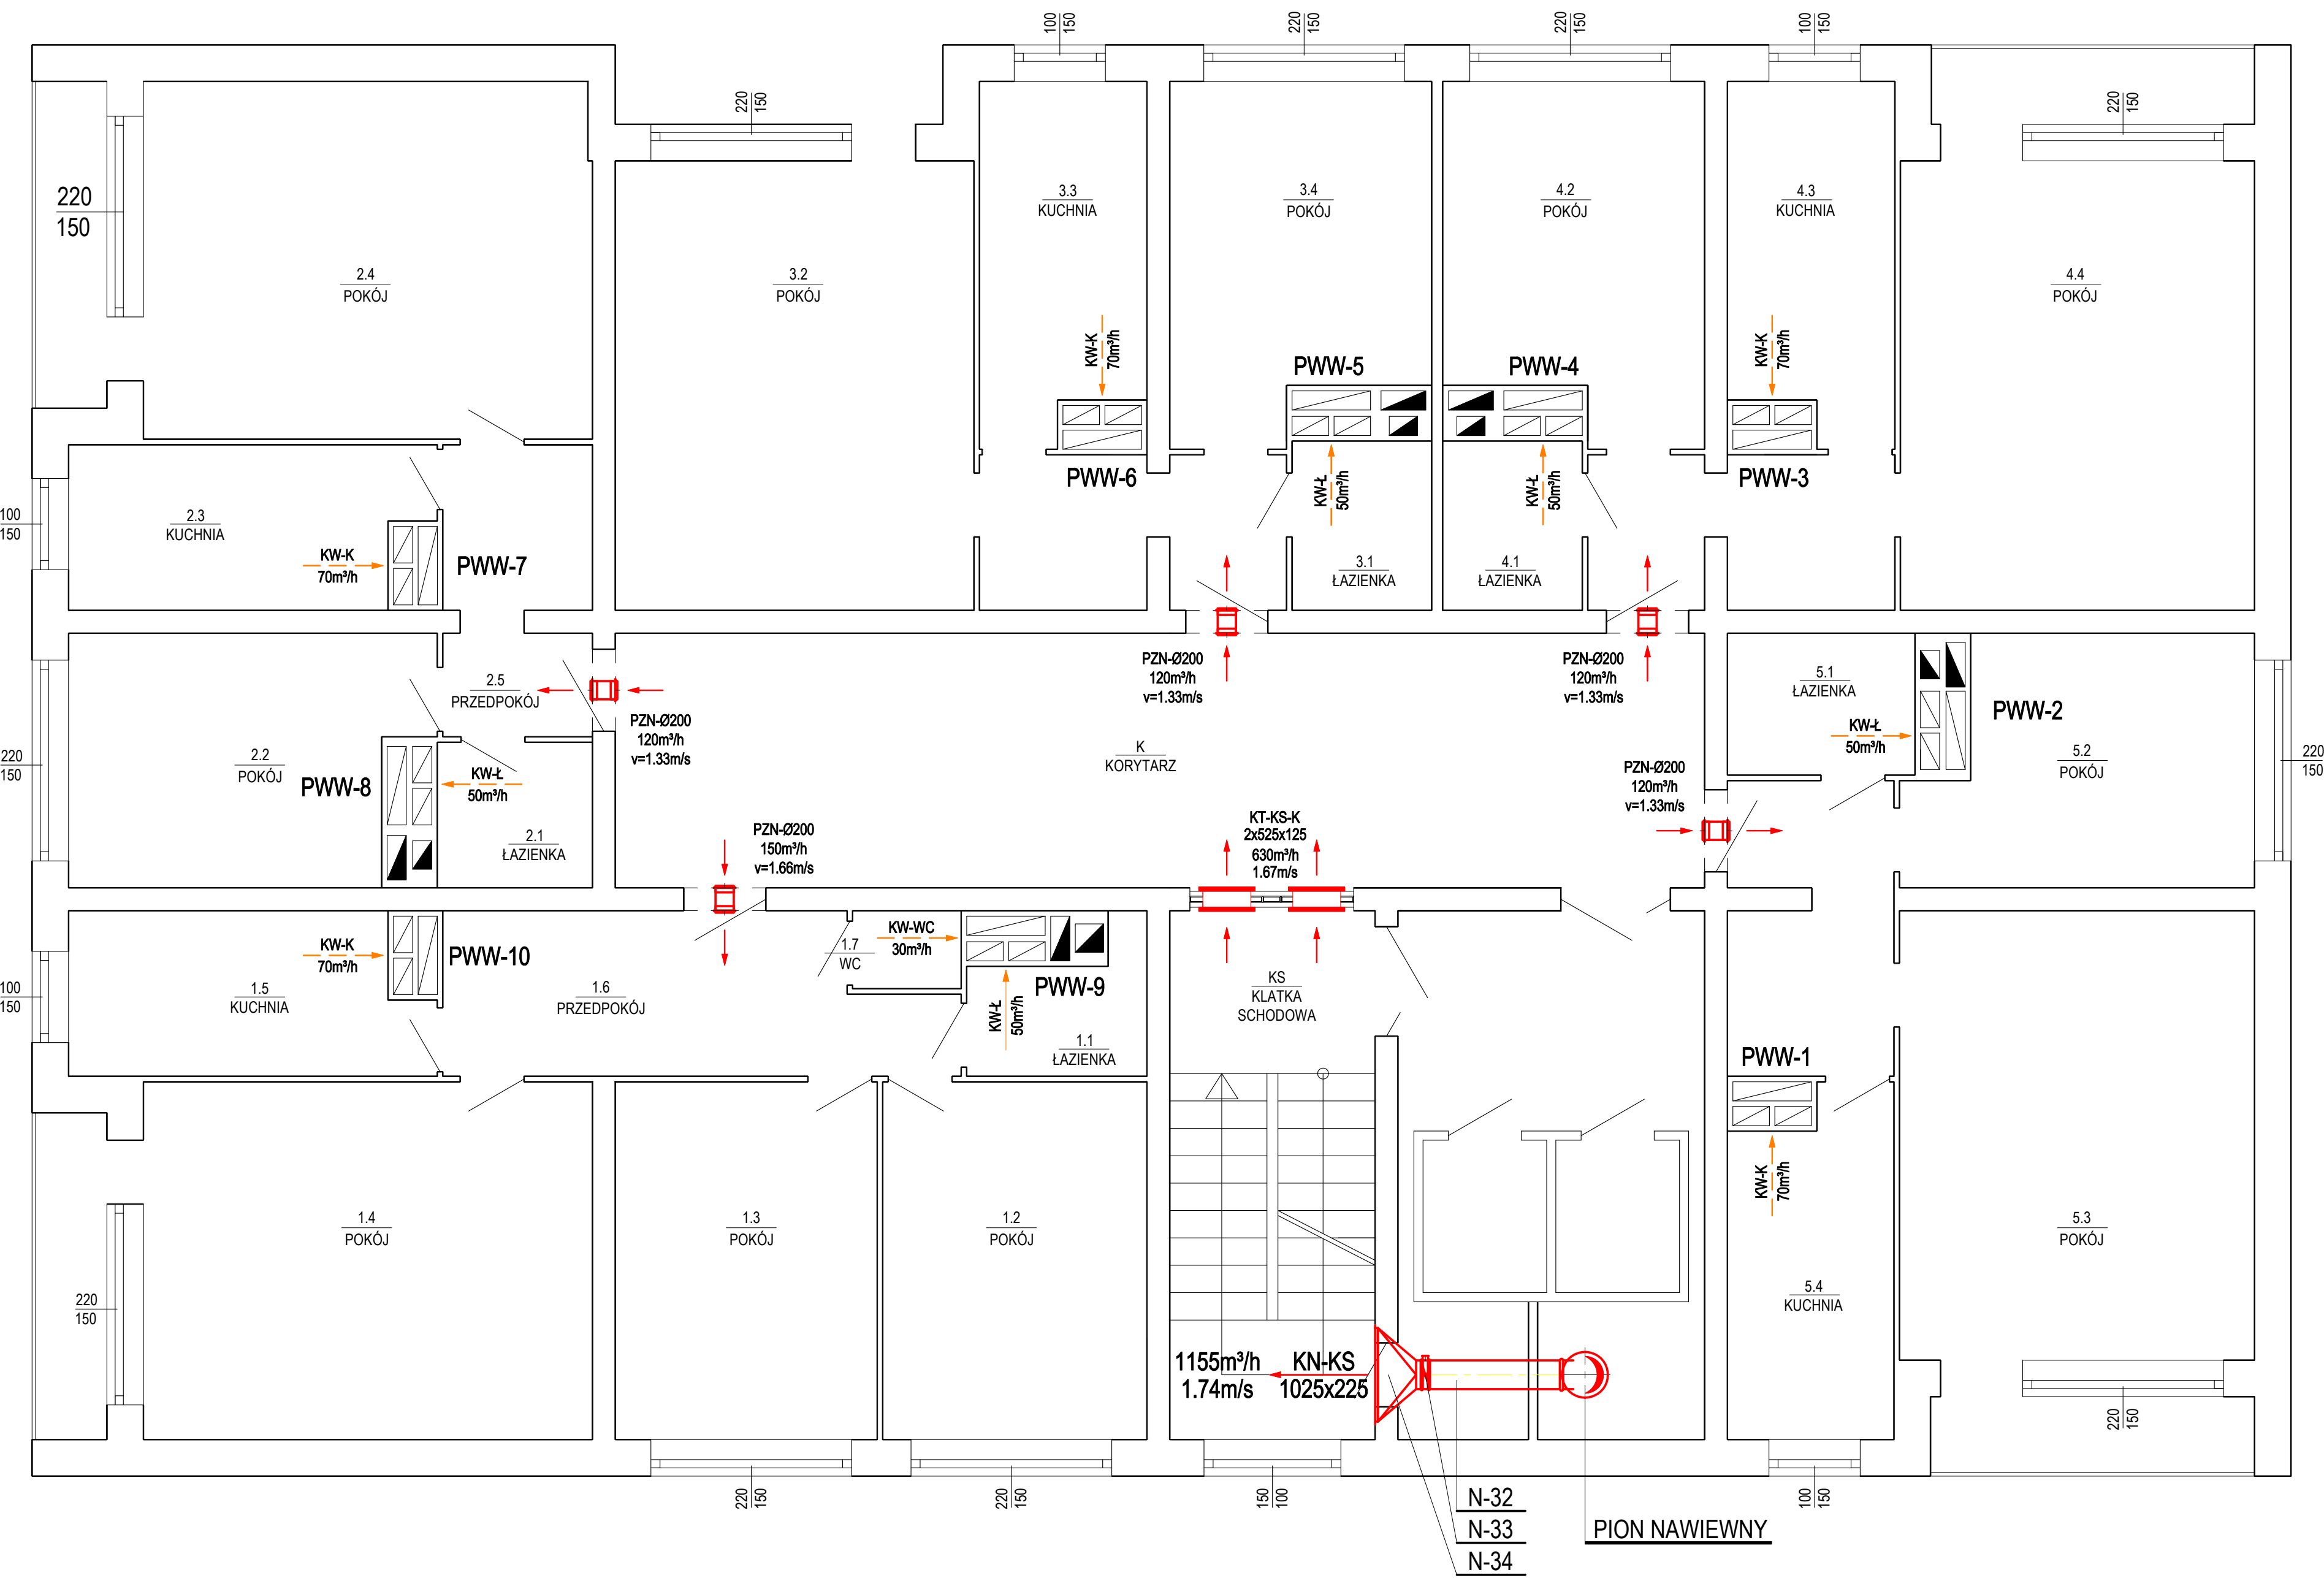 100
150
220
150
220
150
100
150
220
150
220
150
220
150
2.4
POKÓJ
3.2
POKÓJ
3.3
KUCHNIA
3.4
POKÓJ
4.2
POKÓJ
4.3
KUCHNIA
4.4
POKÓJ
KW-K
70m³/h
PWW-5
PWW-4
KW-K
70m³/h
PWW-6
KW-Ł
50m³/h
KW-Ł
50m³/h
PWW-3
100
150
2.3
KUCHNIA
KW-K
70m³/h
PWW-7
3.1
ŁAZIENKA
4.1
ŁAZIENKA
PZN-Ø200
120m³/h
v=1.33m/s
PZN-Ø200
120m³/h
v=1.33m/s
5.1
ŁAZIENKA
KW-Ł
50m³/h
PWW-2
2.5
PRZEDPOKÓJ
PZN-Ø200
120m³/h
v=1.33m/s
220
150
2.2
POKÓJ
PWW-8
KW-Ł
50m³/h
2.1
ŁAZIENKA
K
KORYTARZ
PZN-Ø200
120m³/h
v=1.33m/s
5.2
POKÓJ
220
150
PZN-Ø200
150m³/h
v=1.66m/s
KT-KS-K
2x525x125
630m³/h
1.67m/s
KW-K
70m³/h
PWW-10
1.7
WC
KW-WC
30m³/h
PWW-9
KW-Ł
50m³/h
1.1
ŁAZIENKA
100
150
1.5
KUCHNIA
1.6
PRZEDPOKÓJ
KS
KLATKA
SCHODOWA
PWW-1
KW-K
70m³/h
1.4
POKÓJ
1.3
POKÓJ
1.2
POKÓJ
5.3
POKÓJ
5.4
KUCHNIA
220
150
1155m³/h
1.74m/s
KN-KS
1025x225
220
150
220
150
220
150
150
100
100
150
N-32
N-33
N-34
PION NAWIEWNY